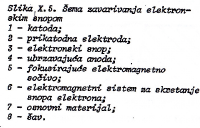 Slika X.5. Šema zavarivanja elektron-
skim snopom
1 - katoda;
2 - prikatodna elektroda;
3 - elektronski snop;
4 - ubrzavajuća anoda;
5 - fokusirajuće elektromagnetno
sočivo;
6 - elektromagnetni sistem za skretanje
snopa elektrona;
7 - osnovni materijal;
8 - šav.